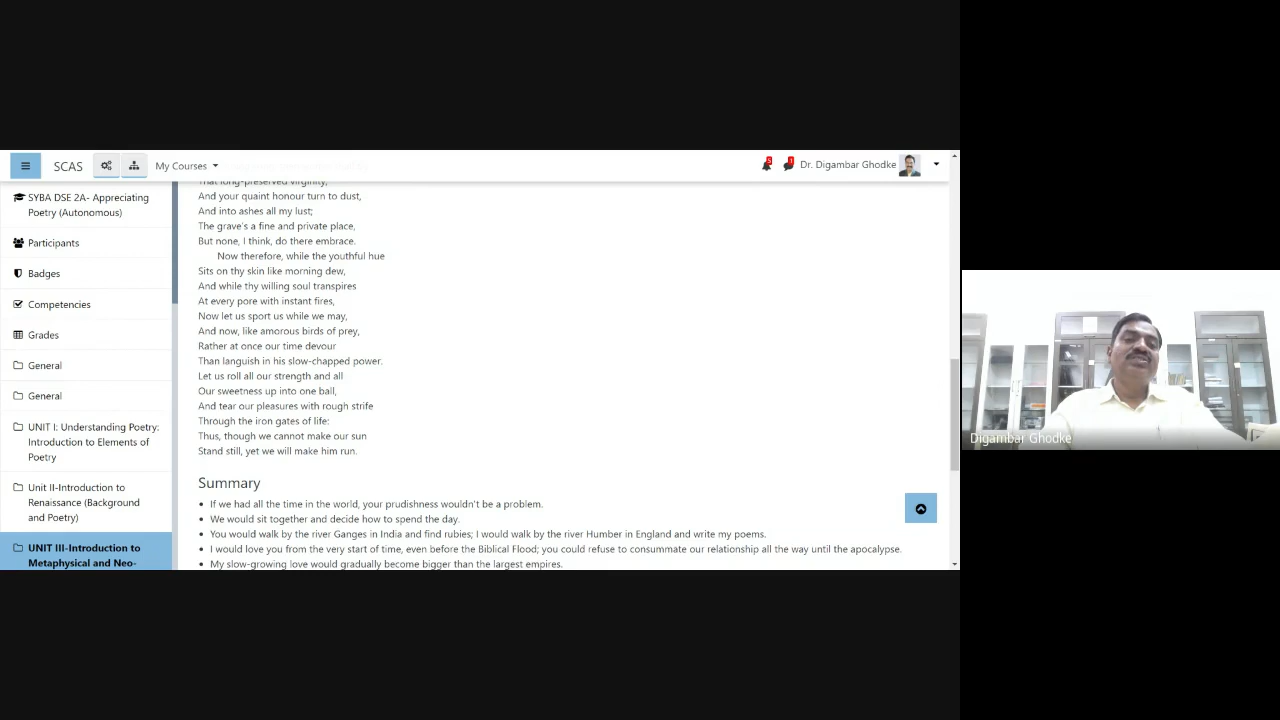 SCAS
My Courses
5
1
Dr. Digambar Ghodke
SYBA DSE 2A- Appreciating
Poetry (Autonomous)
Participants
Badges
Competencies
Grades
General
General
UNIT I: Understanding Poetry:
Introduction to Elements of
Poetry
Unit II-Introduction to
Renaissance (Background
and Poetry)
UNIT III-Introduction to
Metaphysical and Neo-
That long-preserved virginity,
And your quaint honour turn to dust,
And into ashes all my lust;
The grave's a fine and private place,
But none, I think, do there embrace.
Now therefore, while the youthful hue
Sits on thy skin like morning dew,
And while thy willing soul transpires
At every pore with instant fires,
Now let us sport us while we may,
And now, like amorous birds of prey,
Rather at once our time devour
Than languish in his slow-chapped power.
Let us roll all our strength and all
Our sweetness up into one ball,
And tear our pleasures with rough strife
Through the iron gates of life:
Thus, though we cannot make our sun
Stand still, yet we will make him run.
Summary
• If we had all the time in the world, your prudishness wouldn't be a problem.
• We would sit together and decide how to spend the day.
• You would walk by the river Ganges in India and find rubies; I would walk by the river Humber in England and write my poems.
• I would love you from the very start of time, even before the Biblical Flood; you could refuse to consummate our relationship all the way until the apocalypse.
• My slow-growing love would gradually become bigger than the largest empires.
Digambar Ghodke